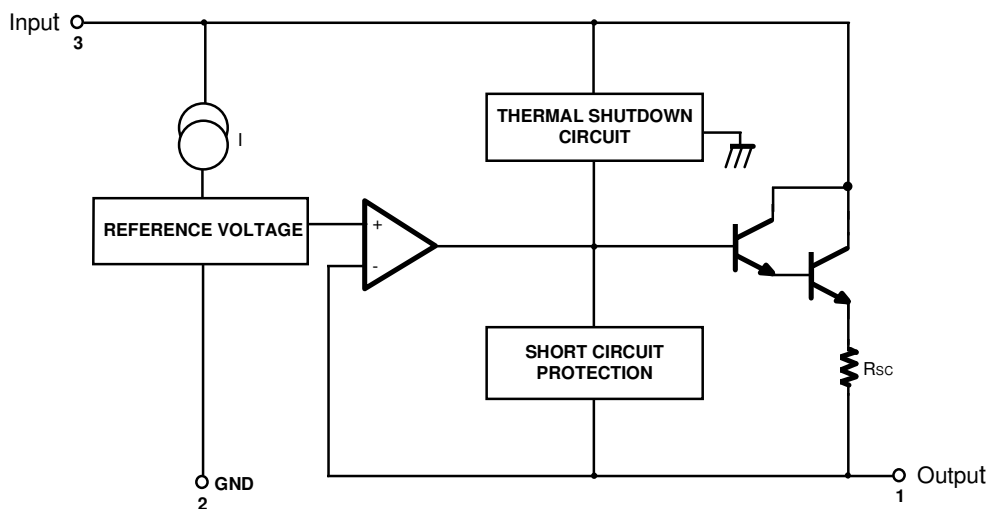 Input
3
THERMAL SHUTDOWN
CIRCUIT
I
REFERENCE VOLTAGE
+
-
SHORT CIRCUIT
PROTECTION
RSC
GND
2
Output
1